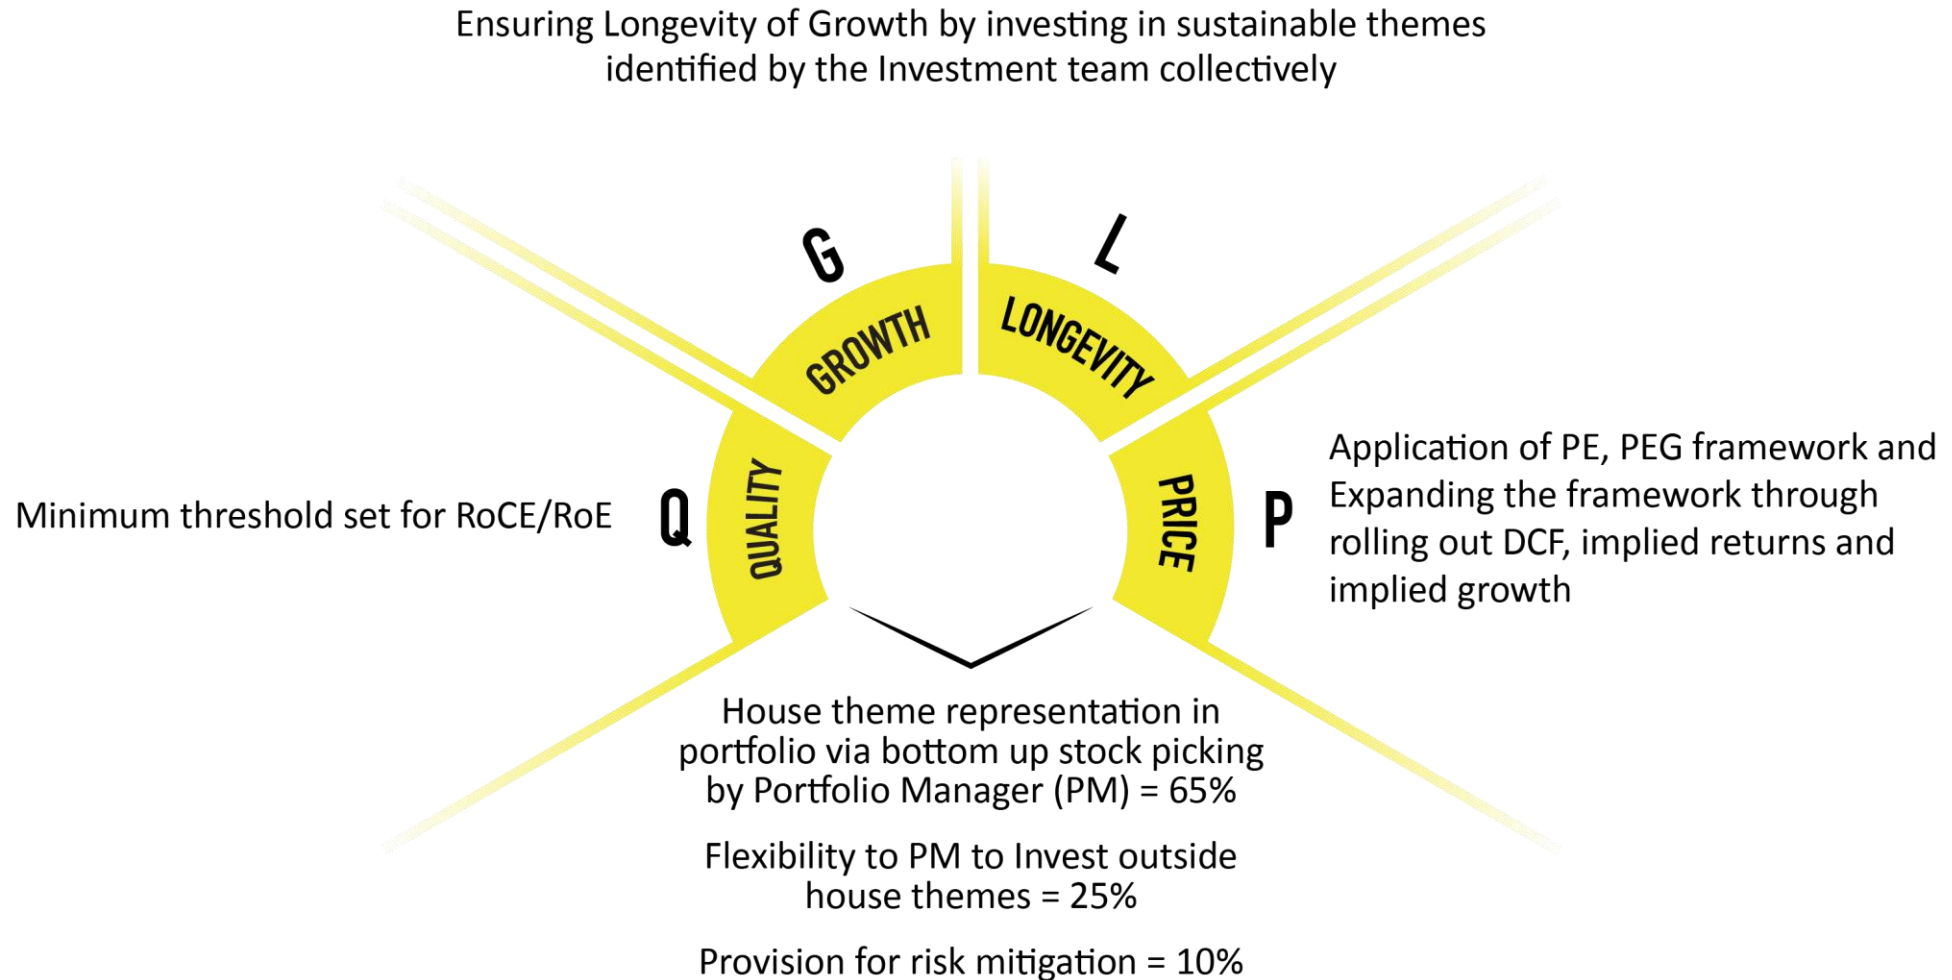 Ensuring Longevity of Growth by investing in sustainable themes
identified by the Investment team collectively
G
L
GROWTH
LONGEVITY
Minimum threshold set for RoCE/RoE
Q
QUALITY
PRICE
P
Application of PE, PEG framework and
Expanding the framework through
rolling out DCF, implied returns and
implied growth
House theme representation in
portfolio via bottom up stock picking
by Portfolio Manager (PM) = 65%
Flexibility to PM to Invest outside
house themes = 25%
Provision for risk mitigation = 10%